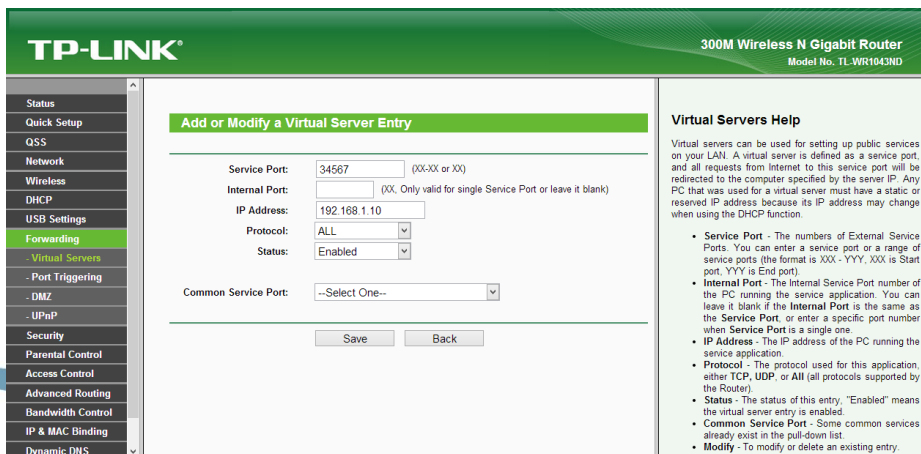 TP-LINK®
300M Wireless N Gigabit Router
Model No. TL-WR1043ND
Status
Quick Setup
QSS
Network
Wireless
DHCP
USB Settings
Forwarding
- Virtual Servers
- Port Triggering
- DMZ
- UPnP
Security
Parental Control
Access Control
Advanced Routing
Bandwidth Control
IP & MAC Binding
Dynamic DNS
Add or Modify a Virtual Server Entry
Service Port: 34567 (XX-XX or XX)
Internal Port: (XX, Only valid for single Service Port or leave it blank)
IP Address: 192.168.1.10
Protocol: ALL
Status: Enabled
Common Service Port: --Select One--
Save Back
Virtual Servers Help
Virtual servers can be used for setting up public services
on your LAN. A virtual server is defined as a service port,
and all requests from Internet to this service port will be
redirected to the computer specified by the server IP. Any
PC that was used for a virtual server must have a static or
reserved IP address because its IP address may change
when using the DHCP function.
• Service Port - The numbers of External Service
Ports. You can enter a service port or a range of
service ports (the format is XXX - YYY, XXX is Start
port, YYY is End port).
• Internal Port - The Internal Service Port number of
the PC running the service application. You can
leave it blank if the Internal Port is the same as
the Service Port, or enter a specific port number
when Service Port is a single one.
• IP Address - The IP address of the PC running the
service application.
• Protocol - The protocol used for this application,
either TCP, UDP, or All (all protocols supported by
the Router).
• Status - The status of this entry, "Enabled" means
the virtual server entry is enabled.
• Common Service Port - Some common services
already exist in the pull-down list.
• Modify - To modify or delete an existing entry.